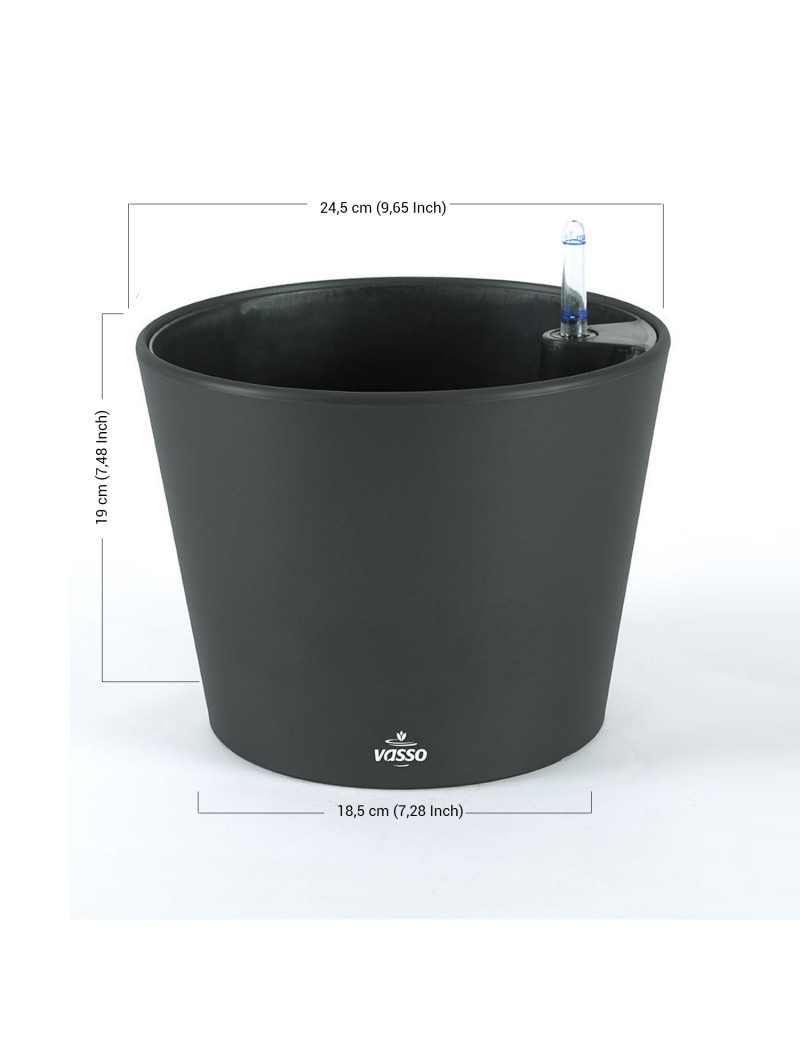 24,5 cm (9,65 Inch)
19 cm (7,48 Inch)
vasso
18,5 cm (7,28 Inch)